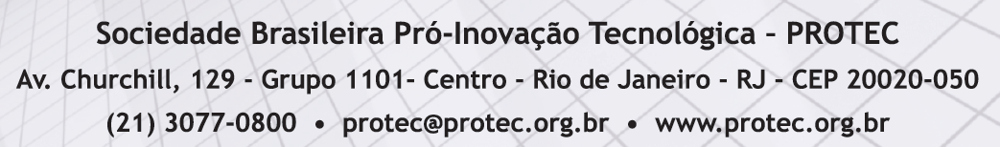 Sociedade Brasileira Pró-Inovação Tecnológica – PROTEC
Av. Churchill, 129 - Grupo 1101- Centro - Rio de Janeiro - RJ - CEP 20020-050
(21) 3077-0800 • protec@protec.org.br • www.protec.org.br